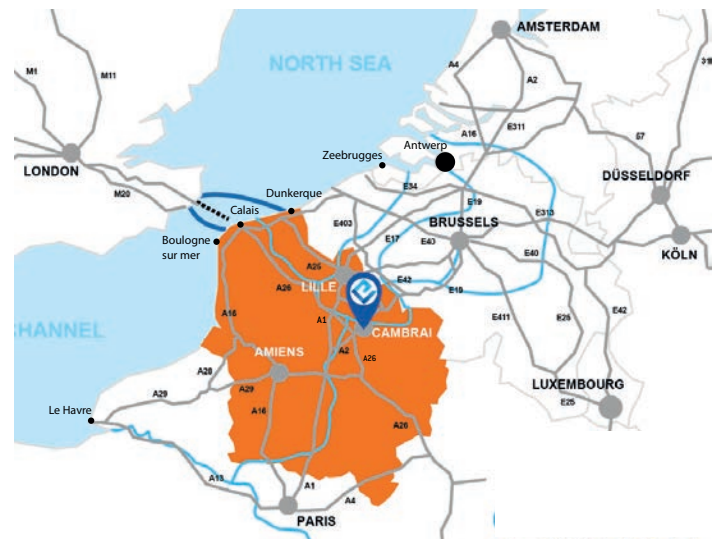 AMSTERDAM
NORTH SEA
A4
A2
M1
M11
A16
E311
57
Antwerp
Zeebrugges
LONDON
DÜSSELDORF
M20
E34
Dunkerque
E19
Calais
E403
BRUSSELS
E313
Boulogne
sur mer
E17
E40
KÖLN
E40
A25
LILLE
A26
E42
E19
E42
CHANNEL
A16
A1
CAMBRAI
E411
E25
A2
A26
AMIENS
A28
A29
A29
LUXEMBOURG
E25
Le Havre
A16
A26
A1
A4
PARIS